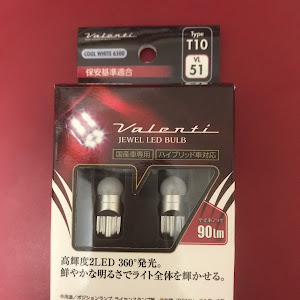 Valenti
Type
T10
COOL WHITE 6500
VL
51
保安基準適合
Valenti
JEWEL LED BULB
国産車専用
ハイブリッド車対応
90lm
高輝度2LED 360°発光。
鮮やかな明るさでライト全体を輝かせる。